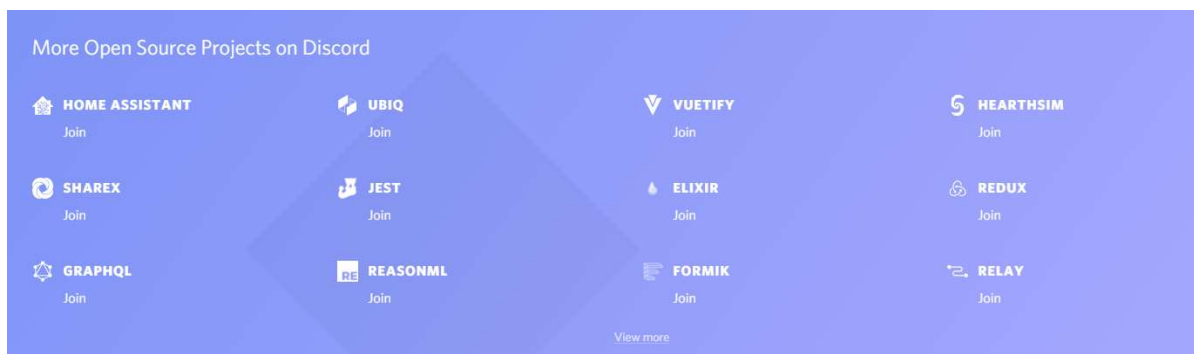 More Open Source Projects on Discord
HOME ASSISTANT
Join
UBIQ
Join
VUETIFY
Join
HEARTHSIM
Join
SHAREX
Join
JEST
Join
ELIXIR
Join
REDUX
Join
GRAPHQL
Join
RE
REASONML
Join
FORMIK
Join
RELAY
Join
View more